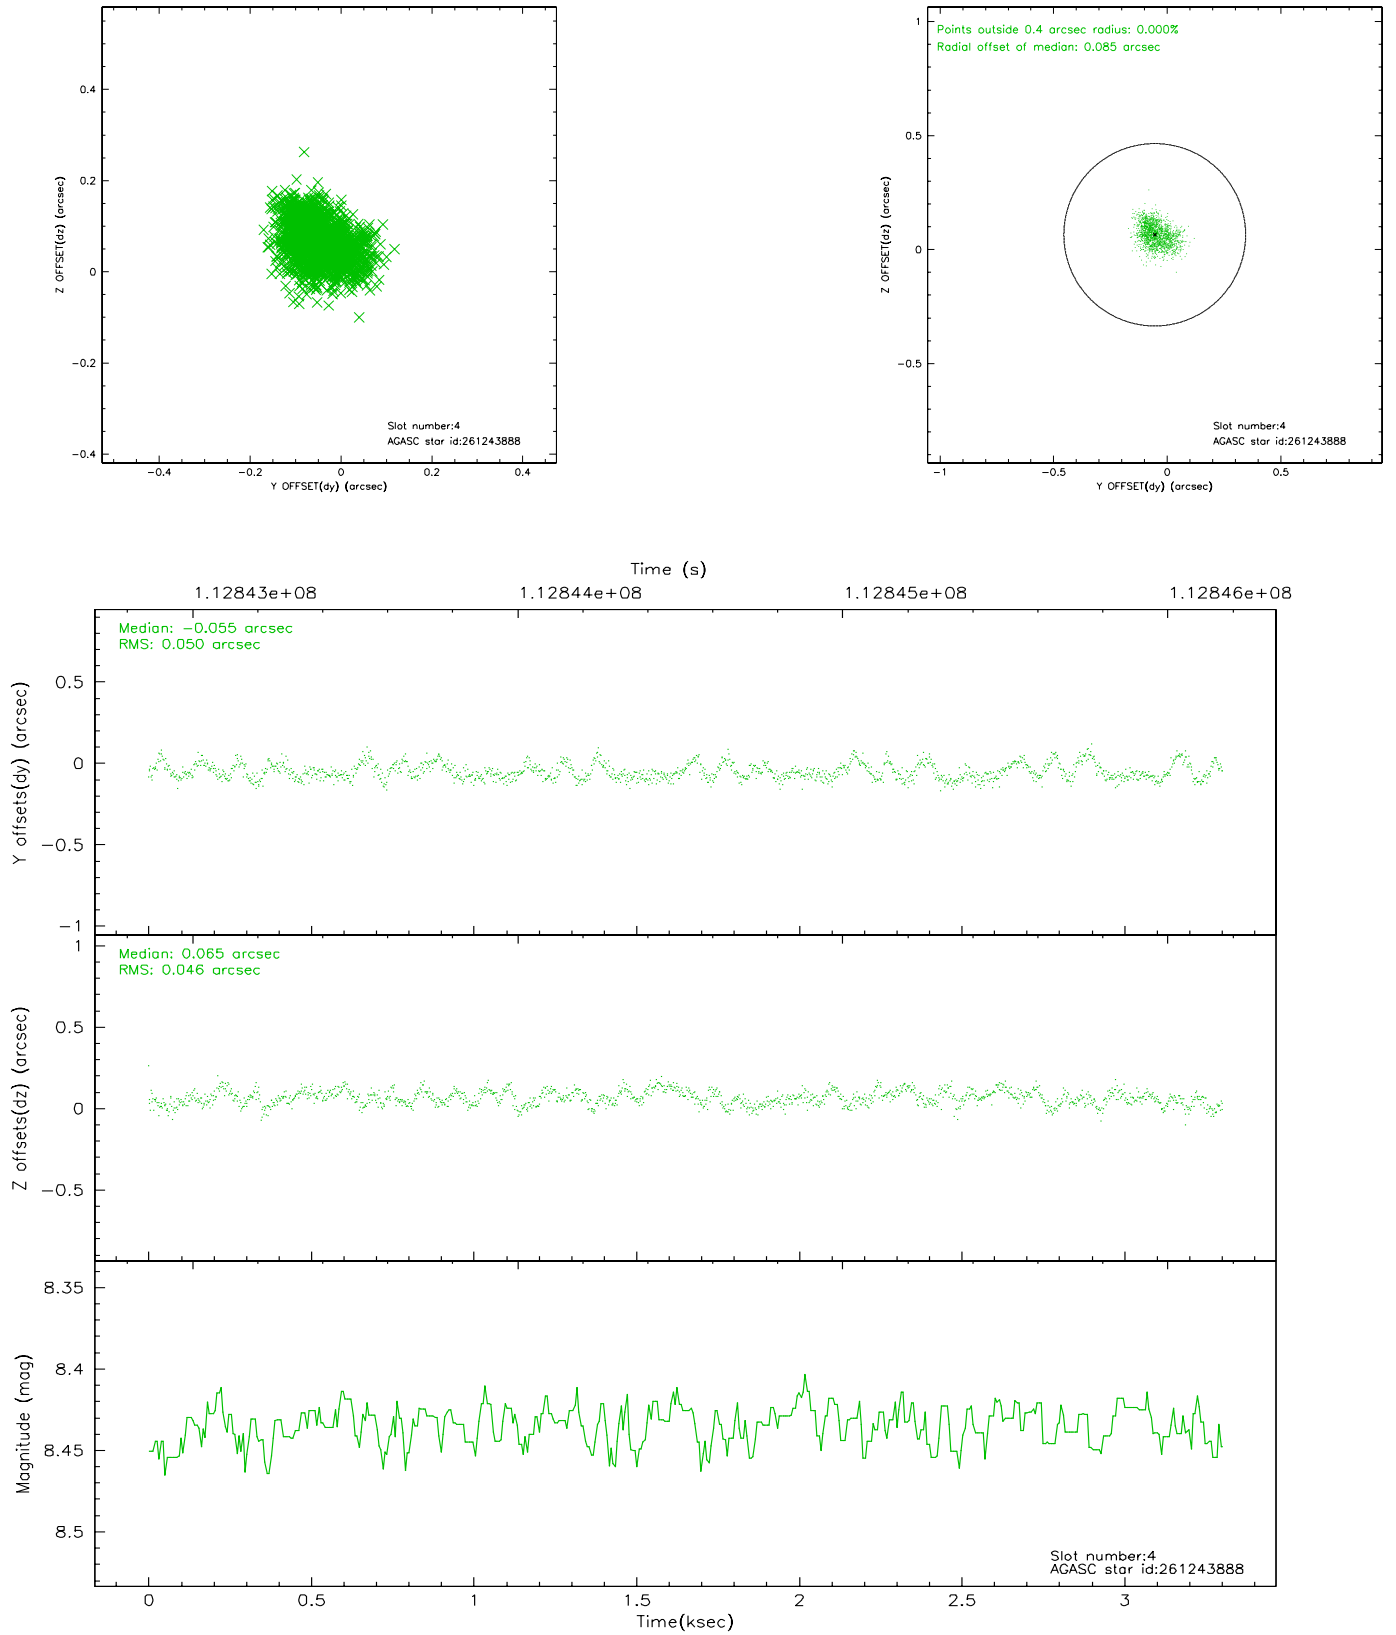 0.4
0.2
0
−0.2
−0.4
Z OFFSET(dz) (arcsec)
Slot number:4
AGASC star id:261243888
−0.4 −0.2 0 0.2 0.4
Y OFFSET(dy) (arcsec)
Points outside 0.4 arcsec radius: 0.000%
Radial offset of median: 0.085 arcsec
1
0.5
0
−0.5
Z OFFSET(dz) (arcsec)
Slot number:4
AGASC star id:261243888
−1 −0.5 0 0.5
Y OFFSET(dy) (arcsec)
Time (s)
1.12843e+08 1.12844e+08 1.12845e+08 1.12846e+08
Median: −0.055 arcsec
RMS: 0.050 arcsec
0.5
0
−0.5
−1
Y offsets(dy) (arcsec)
Median: 0.065 arcsec
RMS: 0.046 arcsec
1
0.5
0
−0.5
Z offsets(dz) (arcsec)
8.35
8.4
8.45
8.5
Magnitude (mag)
Slot number:4
AGASC star id:261243888
0 0.5 1 1.5 2 2.5 3
Time(ksec)